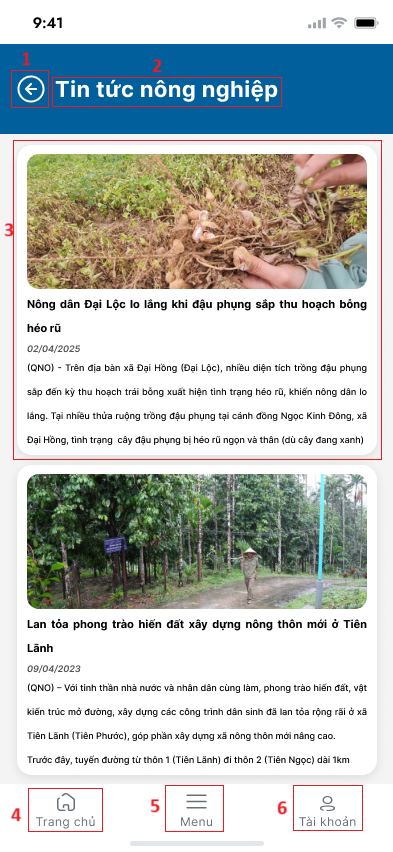 9:41
1
2
Tin tức nông nghiệp
3
Nông dân Đại Lộc lo lắng khi đậu phụng sắp thu hoạch bỗng
héo rũ
02/04/2025
(QNO) - Trên địa bàn xã Đại Hồng (Đại Lộc), nhiều diện tích trồng đậu phụng
sắp đến kỳ thu hoạch trái bỗng xuất hiện tình trạng héo rũ, khiến nông dân lo
lắng. Tại nhiều thửa ruộng trồng đậu phụng tại cánh đồng Ngọc Kinh Đông, xã
Đại Hồng, tình trạng cây đậu phụng bị héo rũ ngọn và thân (dù cây đang xanh)
Lan tỏa phong trào hiến đất xây dựng nông thôn mới ở Tiên
Lãnh
09/04/2023
(QNO) – Với tinh thần nhà nước và nhân dân cùng làm, phong trào hiến đất, vật
kiến trúc mở đường, xây dựng các công trình dân sinh đã lan tỏa rộng rãi ở xã
Tiên Lãnh (Tiên Phước), góp phần xây dựng xã nông thôn mới nâng cao.
Trước đây, tuyến đường từ thôn 1 (Tiên Lãnh) đi thôn 2 (Tiên Ngọc) dài 1km
4
Trang chủ
5
Menu
6
Tài khoản